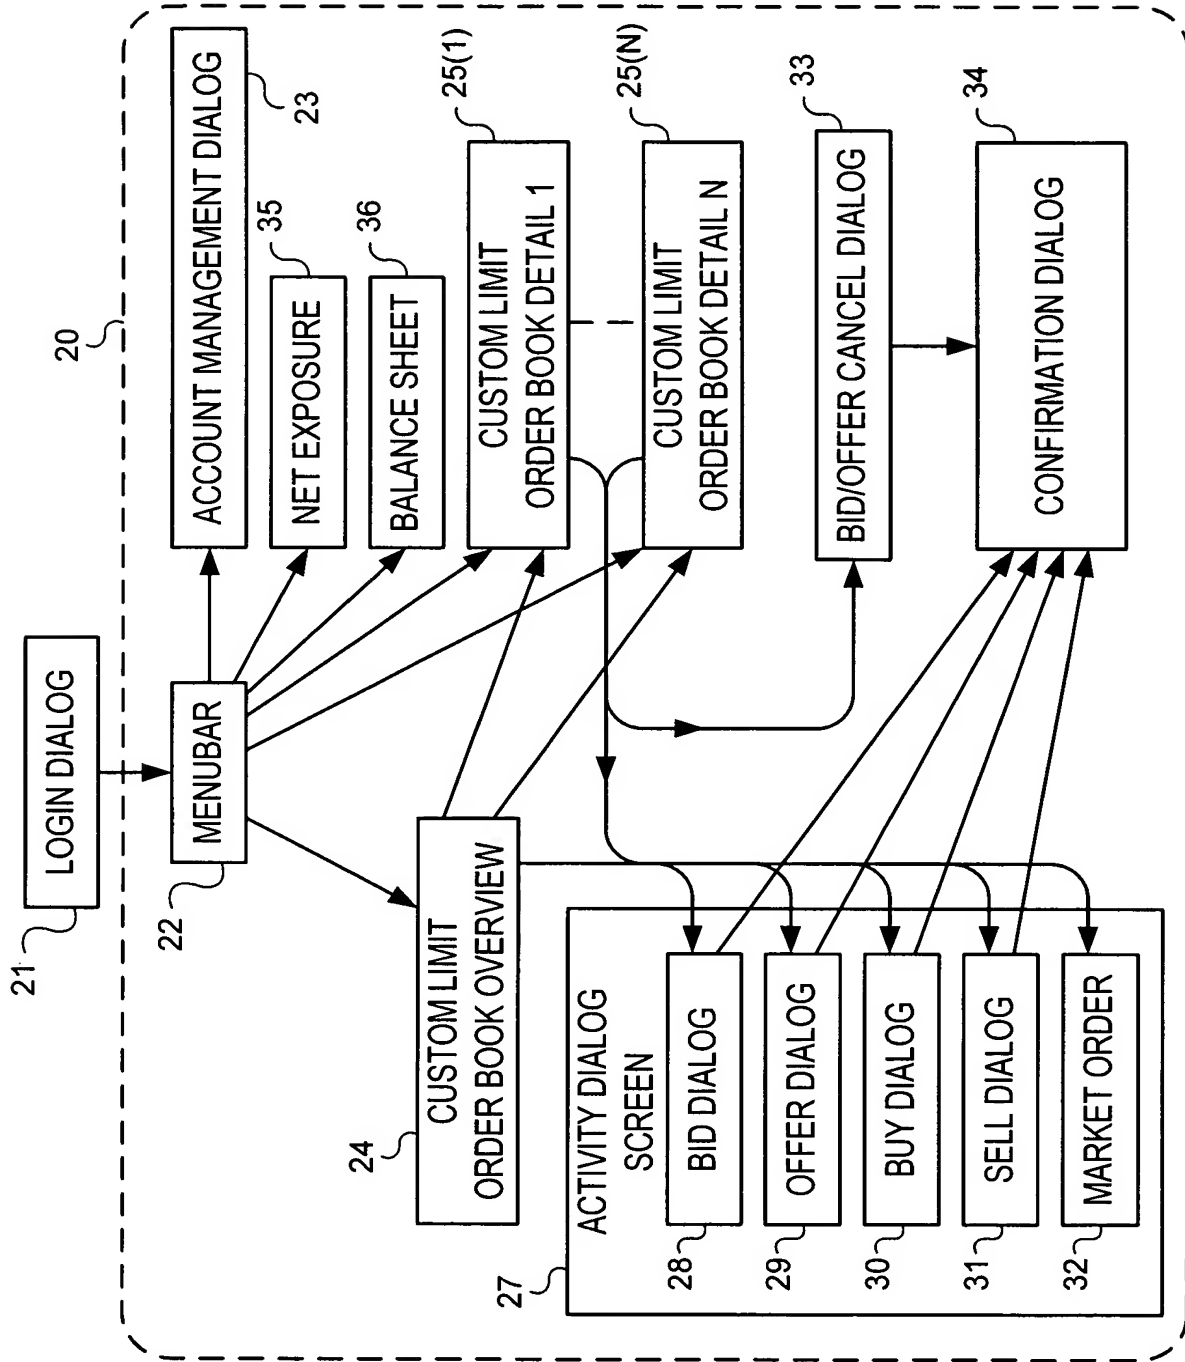 LOGIN DIALOG
21
20
MENUBAR
22
ACCOUNT MANAGEMENT DIALOG
23
NET EXPOSURE
35
BALANCE SHEET
36
CUSTOM LIMIT
ORDER BOOK DETAIL 1
25(1)
CUSTOM LIMIT
ORDER BOOK DETAIL N
25(N)
CUSTOM LIMIT
ORDER BOOK OVERVIEW
24
BID/OFFER CANCEL DIALOG
33
CONFIRMATION DIALOG
34
ACTIVITY DIALOG
SCREEN
27
BID DIALOG
28
OFFER DIALOG
29
BUY DIALOG
30
SELL DIALOG
31
MARKET ORDER
32